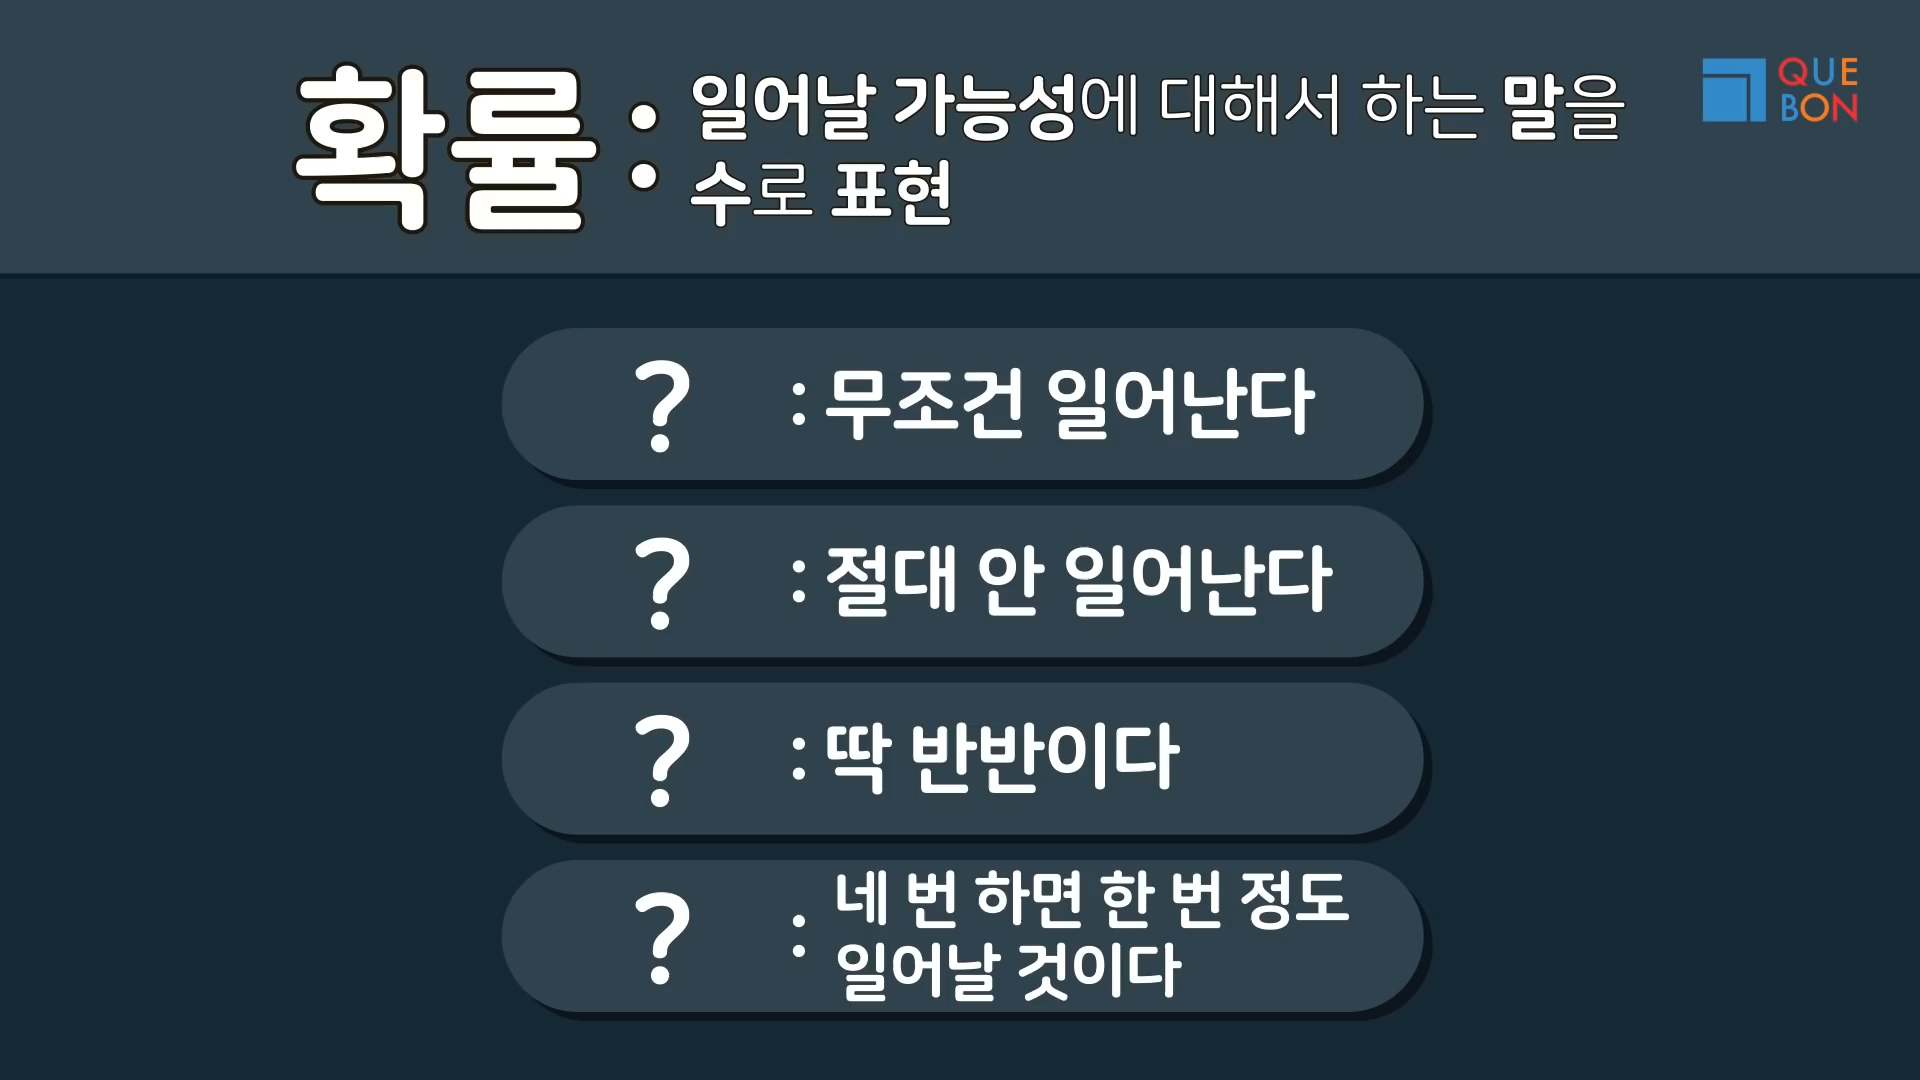 확률 : 일어날 가능성에 대해서 하는 말을
수로 표현
QUE
BON
? : 무조건 일어난다
? : 절대 안 일어난다
? : 딱 반반이다
? : 네 번 하면 한 번 정도
일어날 것이다